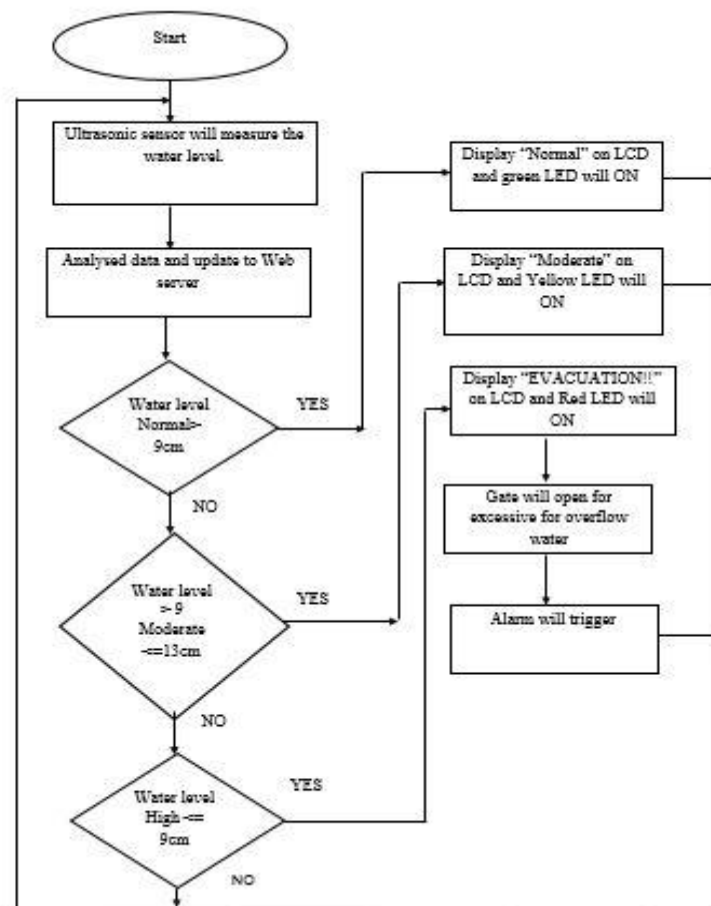 Start
Ultrasonic sensor will measure the
water level.
Analysed data and update to Web
server
Water level
Normal>-
9cm
YES
NO
Water level
>- 9
Moderate
-<=13cm
YES
NO
Water level
High -<=
9cm
YES
NO
Display “Normal” on LCD
and green LED will ON
Display “Moderate” on
LCD and Yellow LED will
ON
Display “EVACUATION!!”
on LCD and Red LED will
ON
Gate will open for
excessive for overflow
water
Alarm will trigger